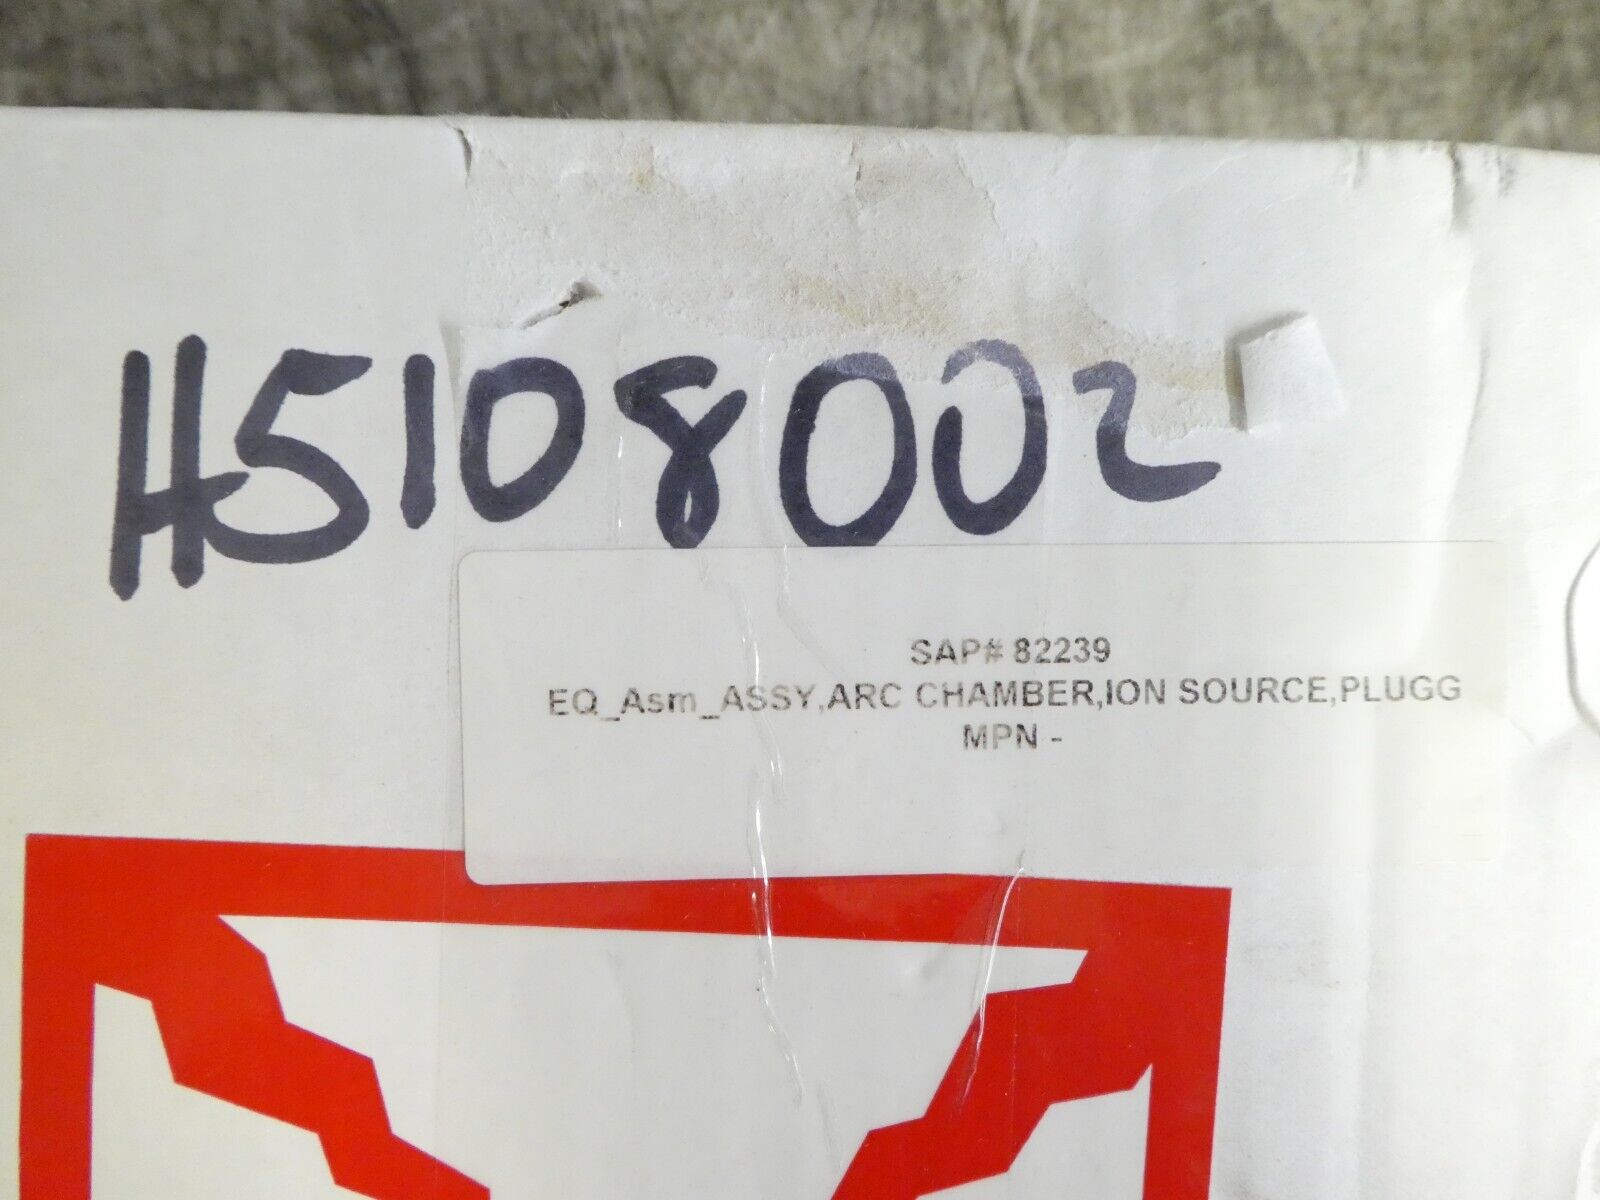 H5108002
SAP# 82239
EQ_Asm_ASSY,ARC CHAMBER,ION SOURCE,PLUGG
MPN -